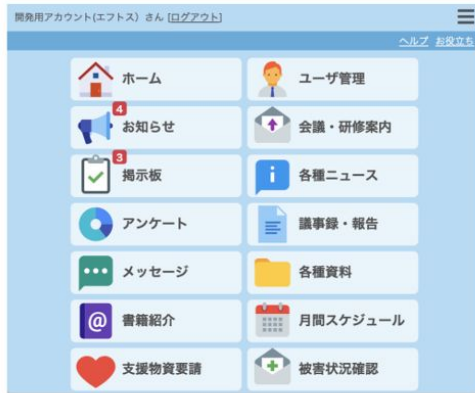 開発用アカウント(エフトス）さん [ログアウト]
ヘルプ お役立ち
ホーム
ユーザ管理
4
お知らせ
会議・研修案内
3
掲示板
i
各種ニュース
アンケート
議事録・報告
メッセージ
各種資料
@
書籍紹介
月間スケジュール
支援物資要請
被害状況確認